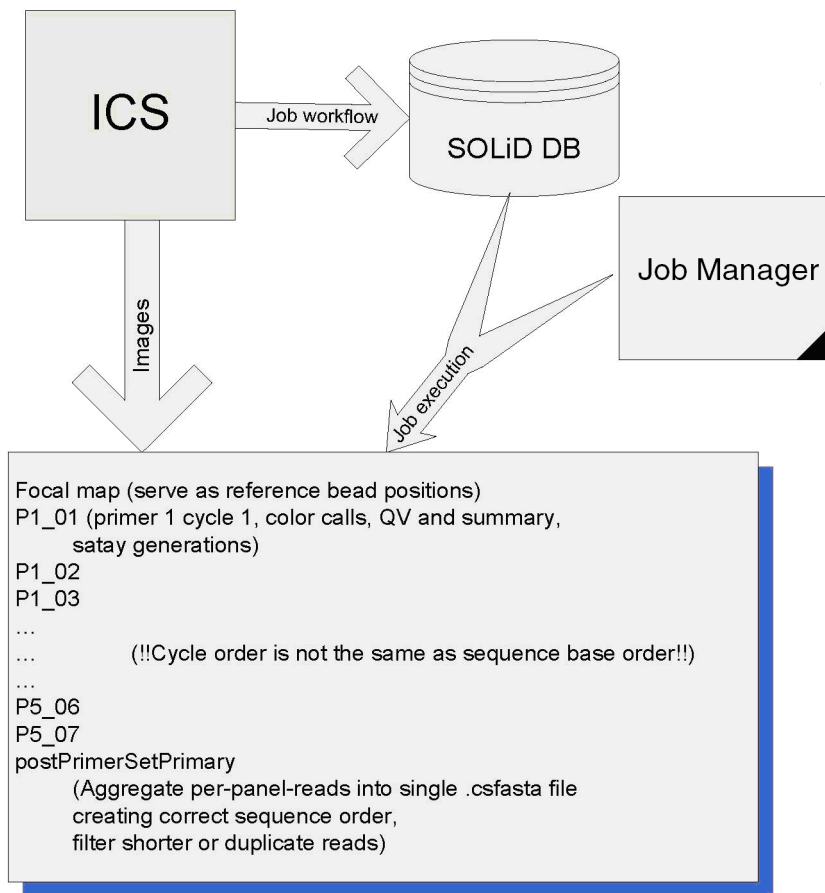 ICS
Job workflow
SOLiD DB
Job Manager
Images
Job execution
Focal map (serve as reference bead positions)
P1_01 (primer 1 cycle 1, color calls, QV and summary,
satay generations)
P1_02
P1_03
...
... (!!Cycle order is not the same as sequence base order!!)
...
P5_06
P5_07
postPrimerSetPrimary
(Aggregate per-panel-reads into single .csfasta file
creating correct sequence order,
filter shorter or duplicate reads)